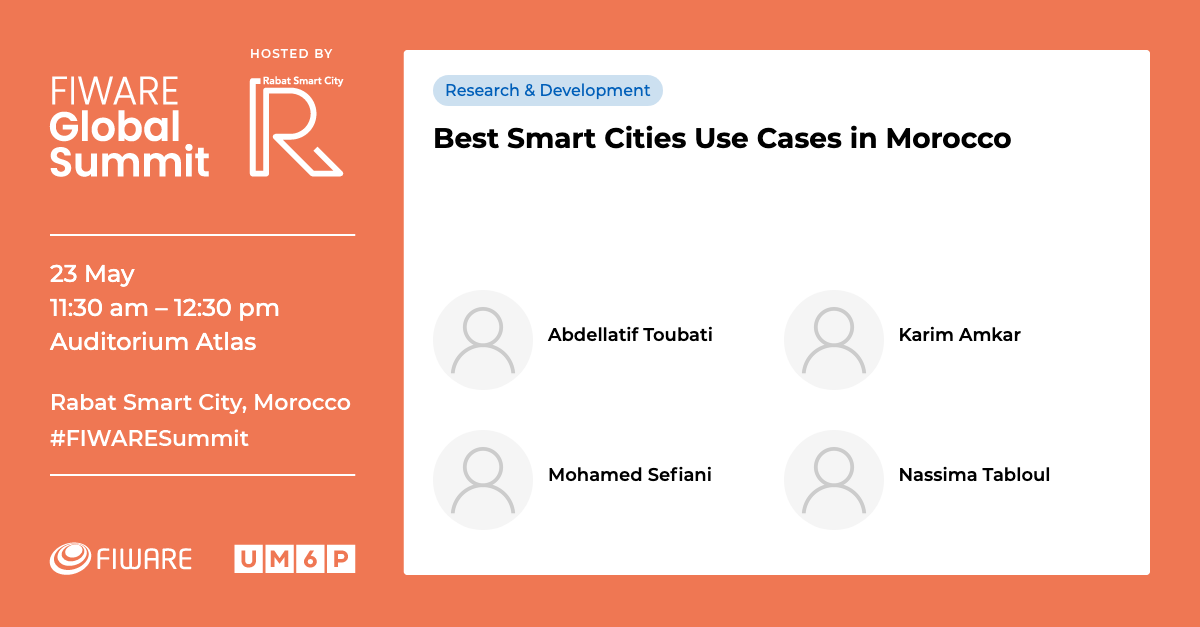 FIWARE
Global
Summit
HOSTED BY
Rabat Smart City
R
23 May
11:30 am – 12:30 pm
Auditorium Atlas
Rabat Smart City, Morocco
#FIWARESummit
FIWARE
UM6P
Research & Development
Best Smart Cities Use Cases in Morocco
Abdellatif Toubati
Karim Amkar
Mohamed Sefiani
Nassima Tabloul